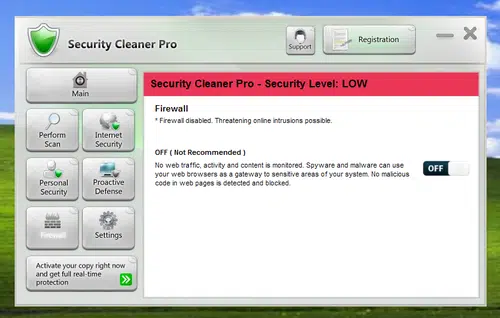 Security Cleaner Pro
Support
Registration
Main
Perform
Scan
Internet
Security
Personal
Security
Proactive
Defense
Firewall
Settings
Activate your copy right now
and get full real-time
protection
Security Cleaner Pro - Security Level: LOW
Firewall
* Firewall disabled. Threatening online intrusions possible.
OFF ( Not Recommended )
No web traffic, activity and content is monitored. Spyware and malware can use
your web browsers as a gateway to sensitive areas of your system. No malicious
code in web pages is detected and blocked.
OFF